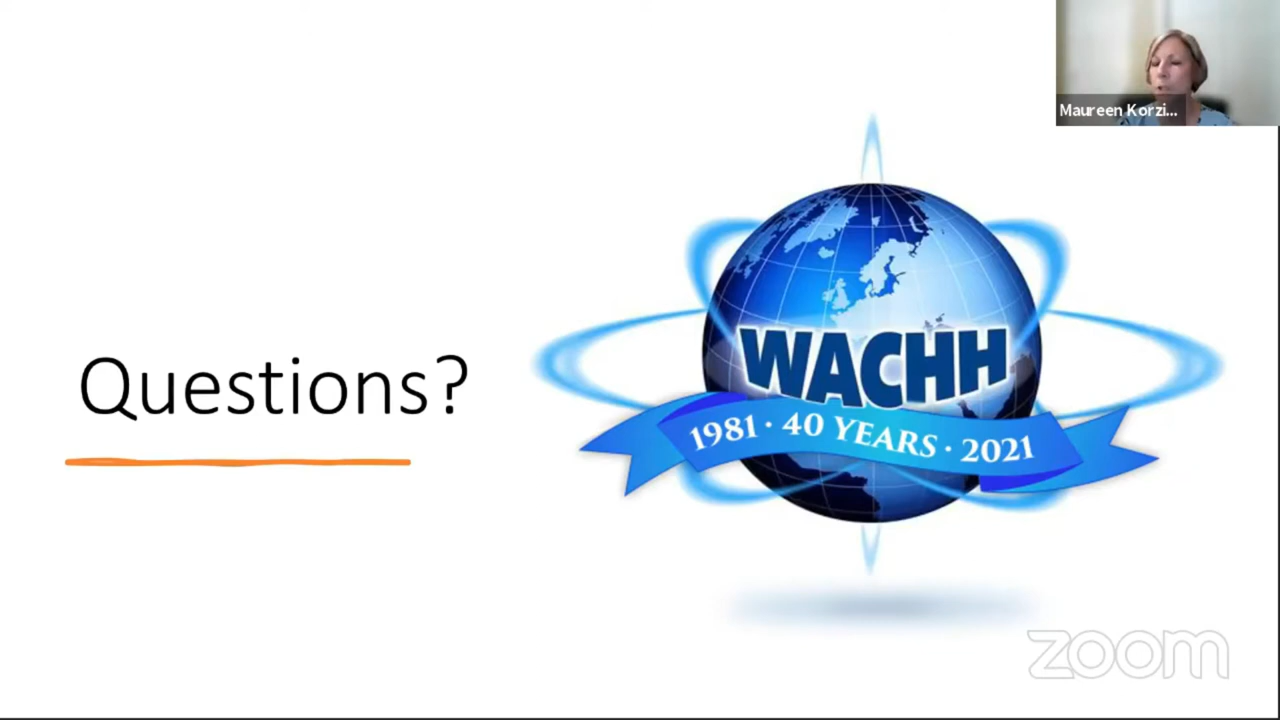 Maureen Korzi...
Questions?
WACHH
1981 · 40 YEARS · 2021
zoom